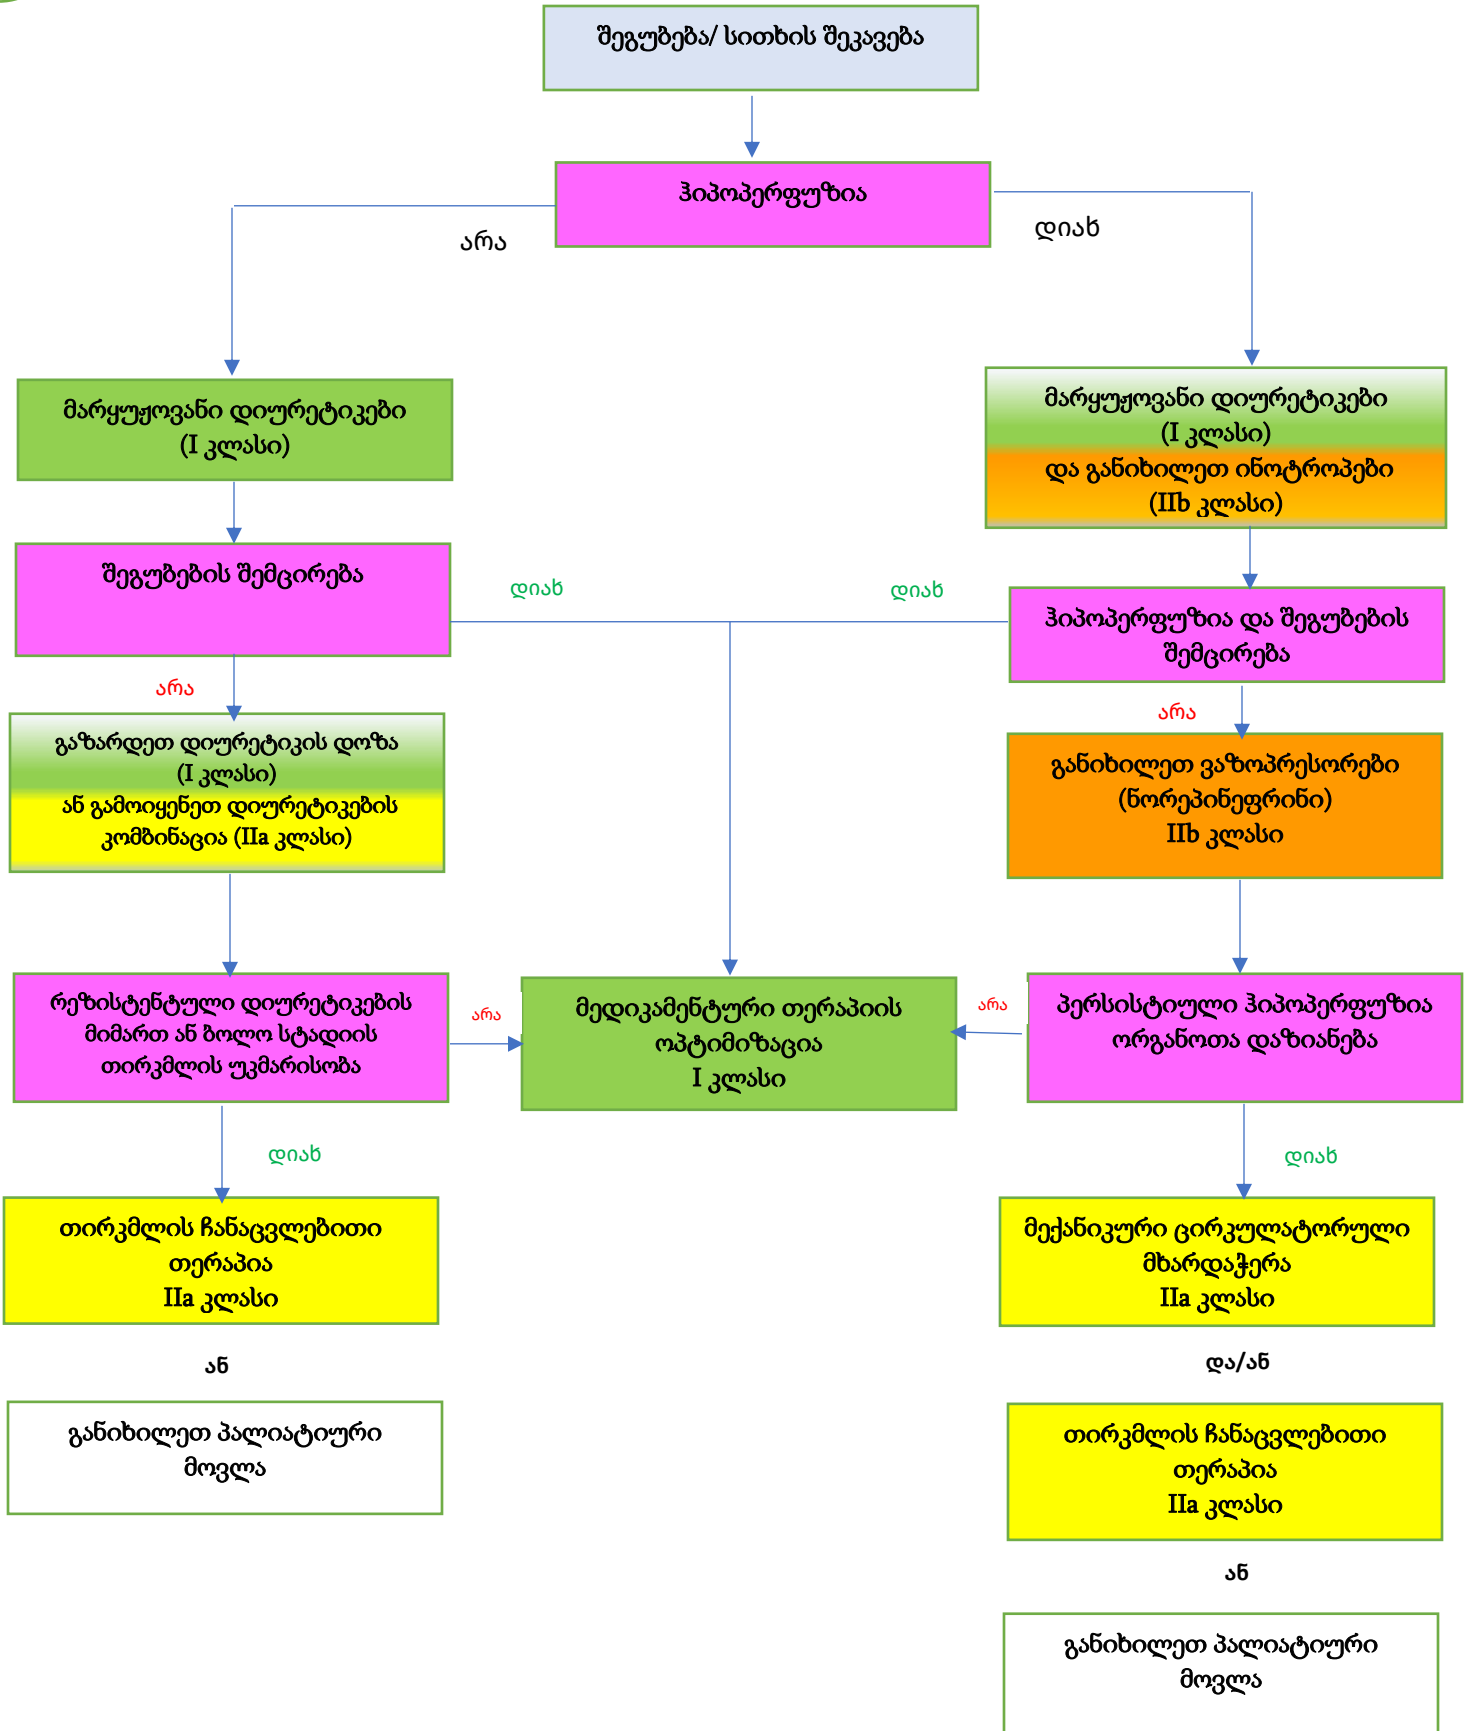 შეგუბება/ სითხის შეკავება
ჰიპოპერფუზია
არა
დიახ
მარყუჟოვანი დიურეტიკები
(I კლასი)
მარყუჟოვანი დიურეტიკები
(I კლასი)
და განიხილეთ ინოტროპები
(IIb კლასი)
შეგუბების შემცირება
დიახ
დიახ
ჰიპოპერფუზია და შეგუბების
შემცირება
არა
არა
გაზარდეთ დიურეტიკის დოზა
(I კლასი)
ან გამოიყენეთ დიურეტიკების
კომბინაცია (IIa კლასი)
განიხილეთ ვაზოპრესორები
(ნორეპინეფრინი)
IIb კლასი
რეზისტენტული დიურეტიკების
მიმართ ან ბოლო სტადიის
თირკმლის უკმარისობა
არა
მედიკამენტური თერაპიის
ოპტიმიზაცია
I კლასი
არა
პერსისტიული ჰიპოპერფუზია
ორგანოთა დაზიანება
დიახ
დიახ
თირკმლის ჩანაცვლებითი
თერაპია
IIa კლასი
მექანიკური ცირკულატორული
მხარდაჭერა
IIa კლასი
ან
და/ან
განიხილეთ პალიატიური
მოვლა
თირკმლის ჩანაცვლებითი
თერაპია
IIa კლასი
ან
განიხილეთ პალიატიური
მოვლა